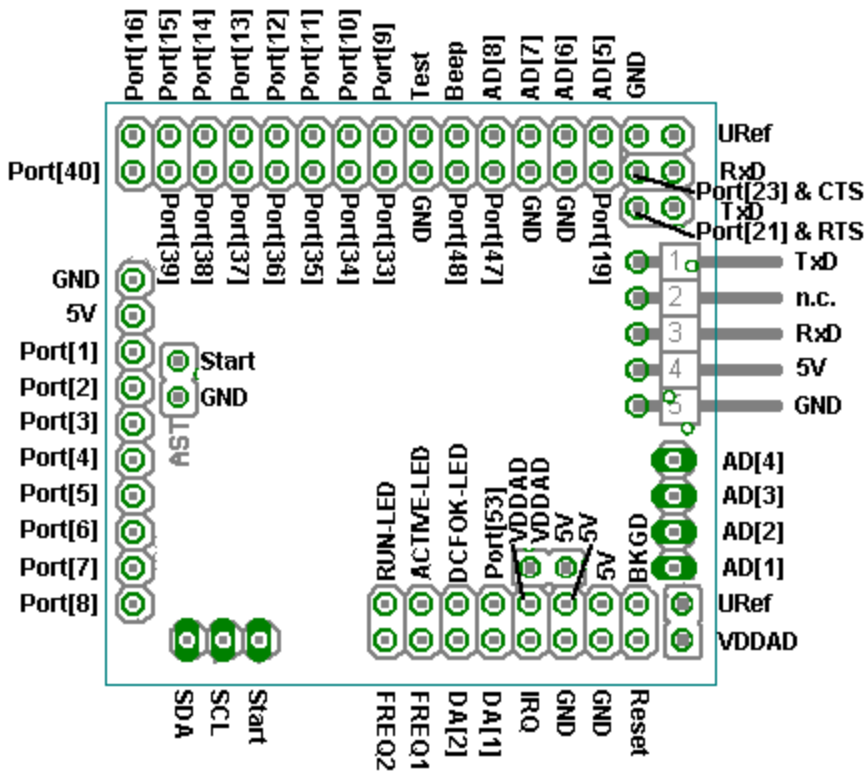 Port[16]
Port[15]
Port[14]
Port[13]
Port[12]
Port[11]
Port[10]
Port[9]
Test
Beep
AD[8]
AD[7]
AD[6]
AD[5]
GND
URef
Port[40]
RxD
Port[23] & CTS
TxD
Port[21] & RTS
Port[39]
Port[38]
Port[37]
Port[36]
Port[35]
Port[34]
Port[33]
GND
Port[48]
Port[47]
GND
GND
Port[19]
1
TxD
2
n.c.
3
RxD
4
5V
5
GND
GND
5V
Port[1]
Port[2]
Port[3]
Port[4]
Port[5]
Port[6]
Port[7]
Port[8]
Start
GND
AST
AD[4]
AD[3]
AD[2]
AD[1]
URef
VDDAD
RUN-LED
ACTIVE-LED
DCFOK-LED
Port[53]
VDDAD
VDDAD
5V
5V
5V
BKGD
SDA
SCL
Start
FREQ2
FREQ1
DA[2]
DA[1]
IRQ
GND
GND
Reset